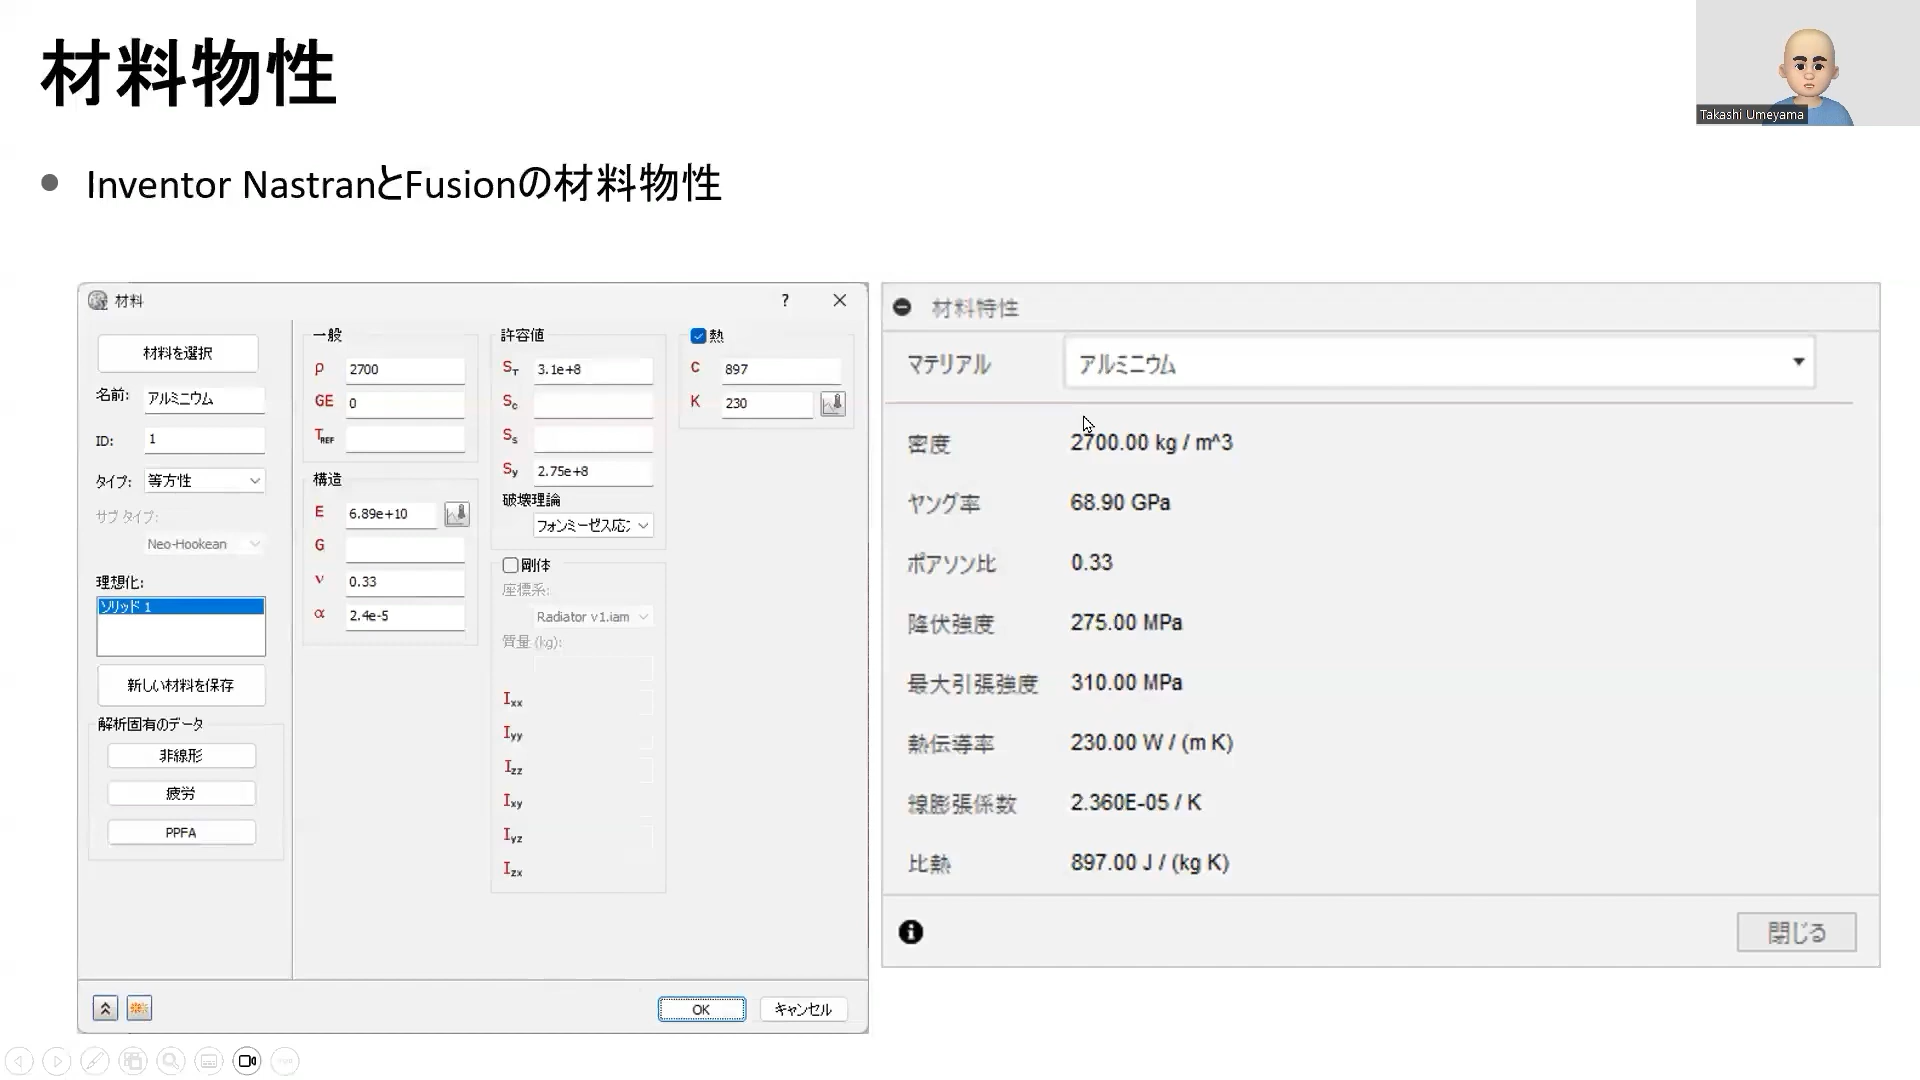 材料物性
Takashi Umeyama
Inventor NastranとFusionの材料物性
材料
?
材料を選択
名前: アルミニウム
ID: 1
タイプ: 等方性
サブ タイプ:
Neo-Hookean
理想化:
ソリッド 1
新しい材料を保存
解析固有のデータ
非線形
疲労
PPFA
一般
ρ 2700
GE 0
TREF
構造
E 6.89e+10
G
ν 0.33
α 2.4e-5
許容値
ST 3.1e+8
Sc
Ss
Sy 2.75e+8
破壊理論
フォンミーゼス応
剛体
座標系:
Radiator v1.iam
質量 (kg):
Ixx
Iyy
Izz
Ixy
Iyz
Izx
熱
C 897
K 230
OK
キャンセル
材料特性
マテリアル アルミニウム
密度 2700.00 kg / m^3
ヤング率 68.90 GPa
ポアソン比 0.33
降伏強度 275.00 MPa
最大引張強度 310.00 MPa
熱伝導率 230.00 W / (m K)
線膨張係数 2.360E-05 / K
比熱 897.00 J / (kg K)
閉じる